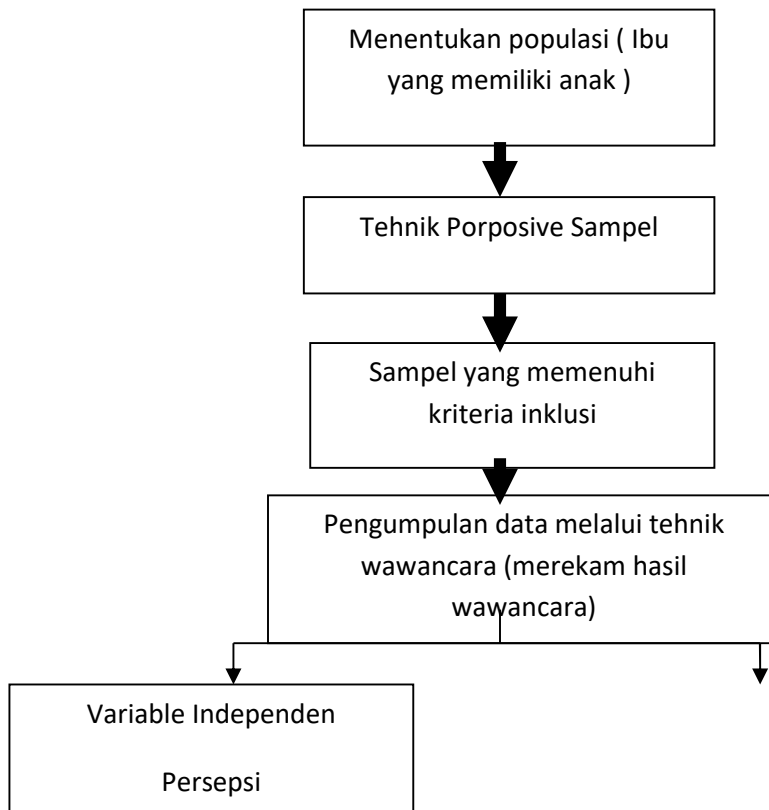 Menentukan populasi ( Ibu
yang memiliki anak )
Tehnik Porposive Sampel
Sampel yang memenuhi
kriteria inklusi
Pengumpulan data melalui tehnik
wawancara (merekam hasil
wawancara)
Variable Independen
Persepsi